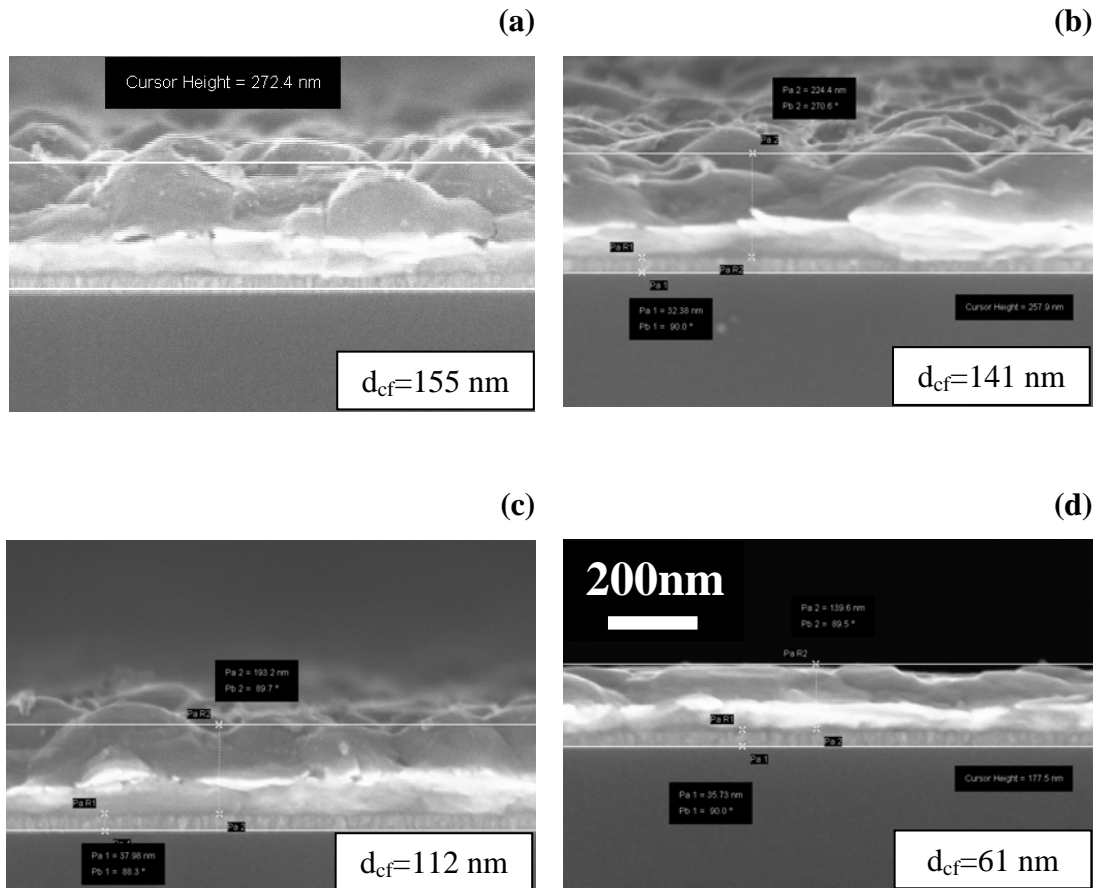 (a)
Cursor Height = 272.4 nm
d_cf=155 nm
(b)
Pa 2 = 224.4 nm
Pb 2 = 270.6 °
Pa 2
Pa R1
Pa R2
Pa 1
Pa 1 = 32.38 nm
Pb 1 = 90.0 °
Cursor Height = 257.9 nm
d_cf=141 nm
(c)
Pa 2 = 193.2 nm
Pb 2 = 89.7 °
Pa R2
Pa R1
Pa 2
Pa 1 = 37.98 nm
Pb 1 = 88.3 °
d_cf=112 nm
(d)
200nm
Pa 2 = 139.6 nm
Pb 2 = 89.5 °
Pa R2
Pa R1
Pa 2
Pa 1
Cursor Height = 177.5 nm
Pa 1 = 35.73 nm
Pb 1 = 90.0 °
d_cf=61 nm